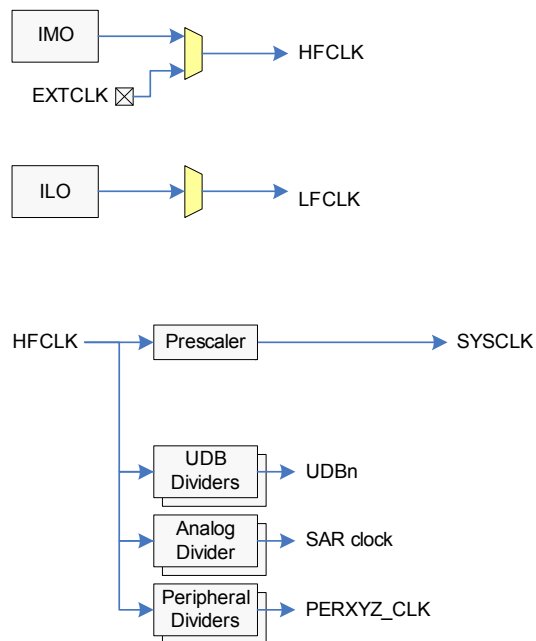 IMO
HFCLK
EXTCLK
ILO
LFCLK
HFCLK
Prescaler
SYSCLK
UDB
Dividers
UDBn
Analog
Divider
SAR clock
Peripheral
Dividers
PERXYZ_CLK